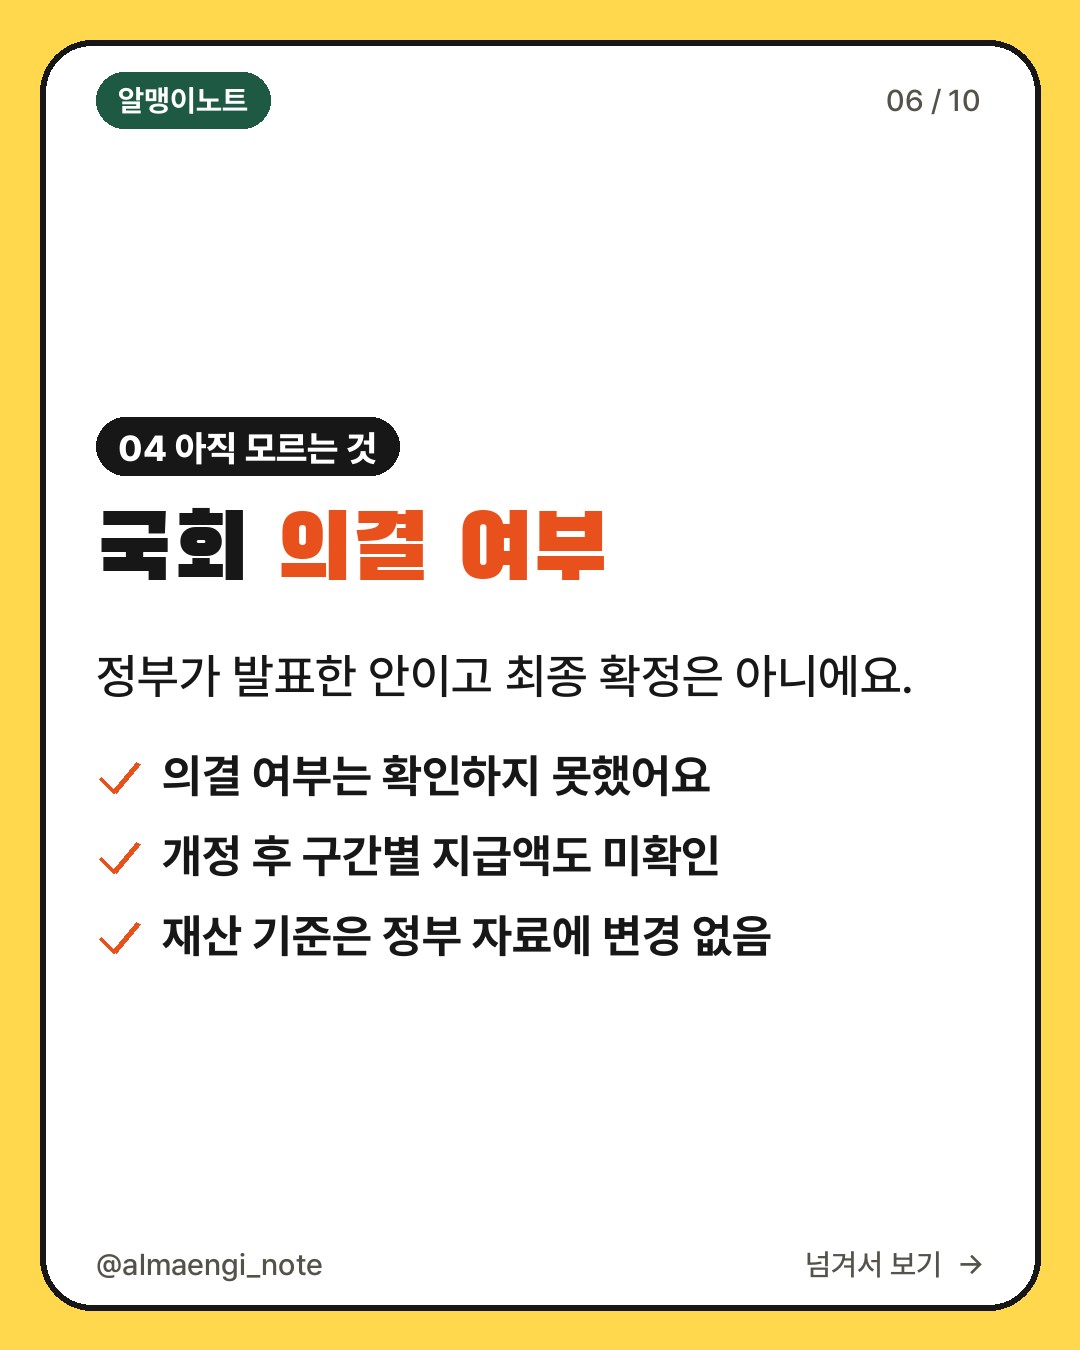 알맹이노트
06 / 10
04 아직 모르는 것
국회 의결 여부
정부가 발표한 안이고 최종 확정은 아니에요.
의결 여부는 확인하지 못했어요
개정 후 구간별 지급액도 미확인
재산 기준은 정부 자료에 변경 없음
@almaengi_note
넘겨서 보기 →